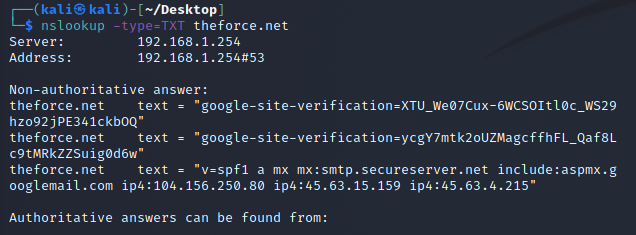 ┌──(kali㉿kali)-[~/Desktop]
└─$ nslookup -type=TXT theforce.net
Server:         192.168.1.254
Address:        192.168.1.254#53

Non-authoritative answer:
theforce.net    text = "google-site-verification=XTU_We07Cux-6WCSOItl0c_WS29
hzo92jPE341ckbOQ"
theforce.net    text = "google-site-verification=ycgY7mtk2oUZMagcffhFL_Qaf8L
c9tMRkZZSuig0d6w"
theforce.net    text = "v=spf1 a mx mx:smtp.secureserver.net include:aspmx.g
ooglemail.com ip4:104.156.250.80 ip4:45.63.15.159 ip4:45.63.4.215"

Authoritative answers can be found from: